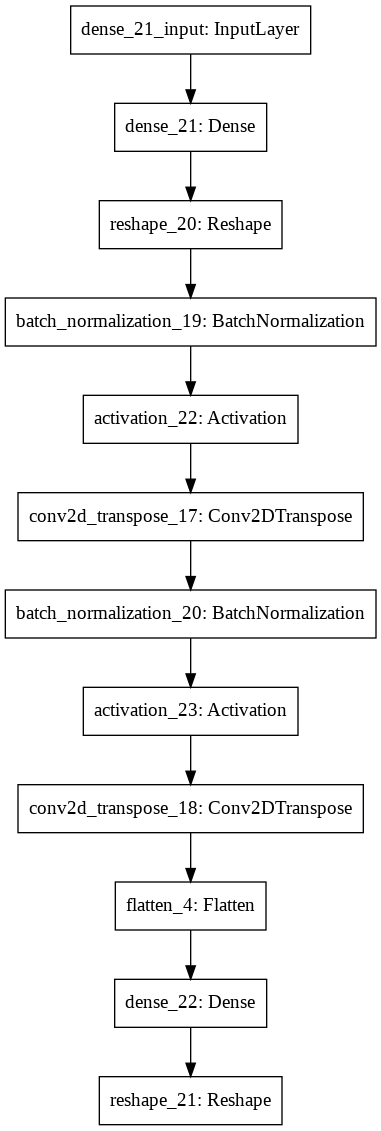 dense_21_input: InputLayer
dense_21: Dense
reshape_20: Reshape
batch_normalization_19: BatchNormalization
activation_22: Activation
conv2d_transpose_17: Conv2DTranspose
batch_normalization_20: BatchNormalization
activation_23: Activation
conv2d_transpose_18: Conv2DTranspose
flatten_4: Flatten
dense_22: Dense
reshape_21: Reshape